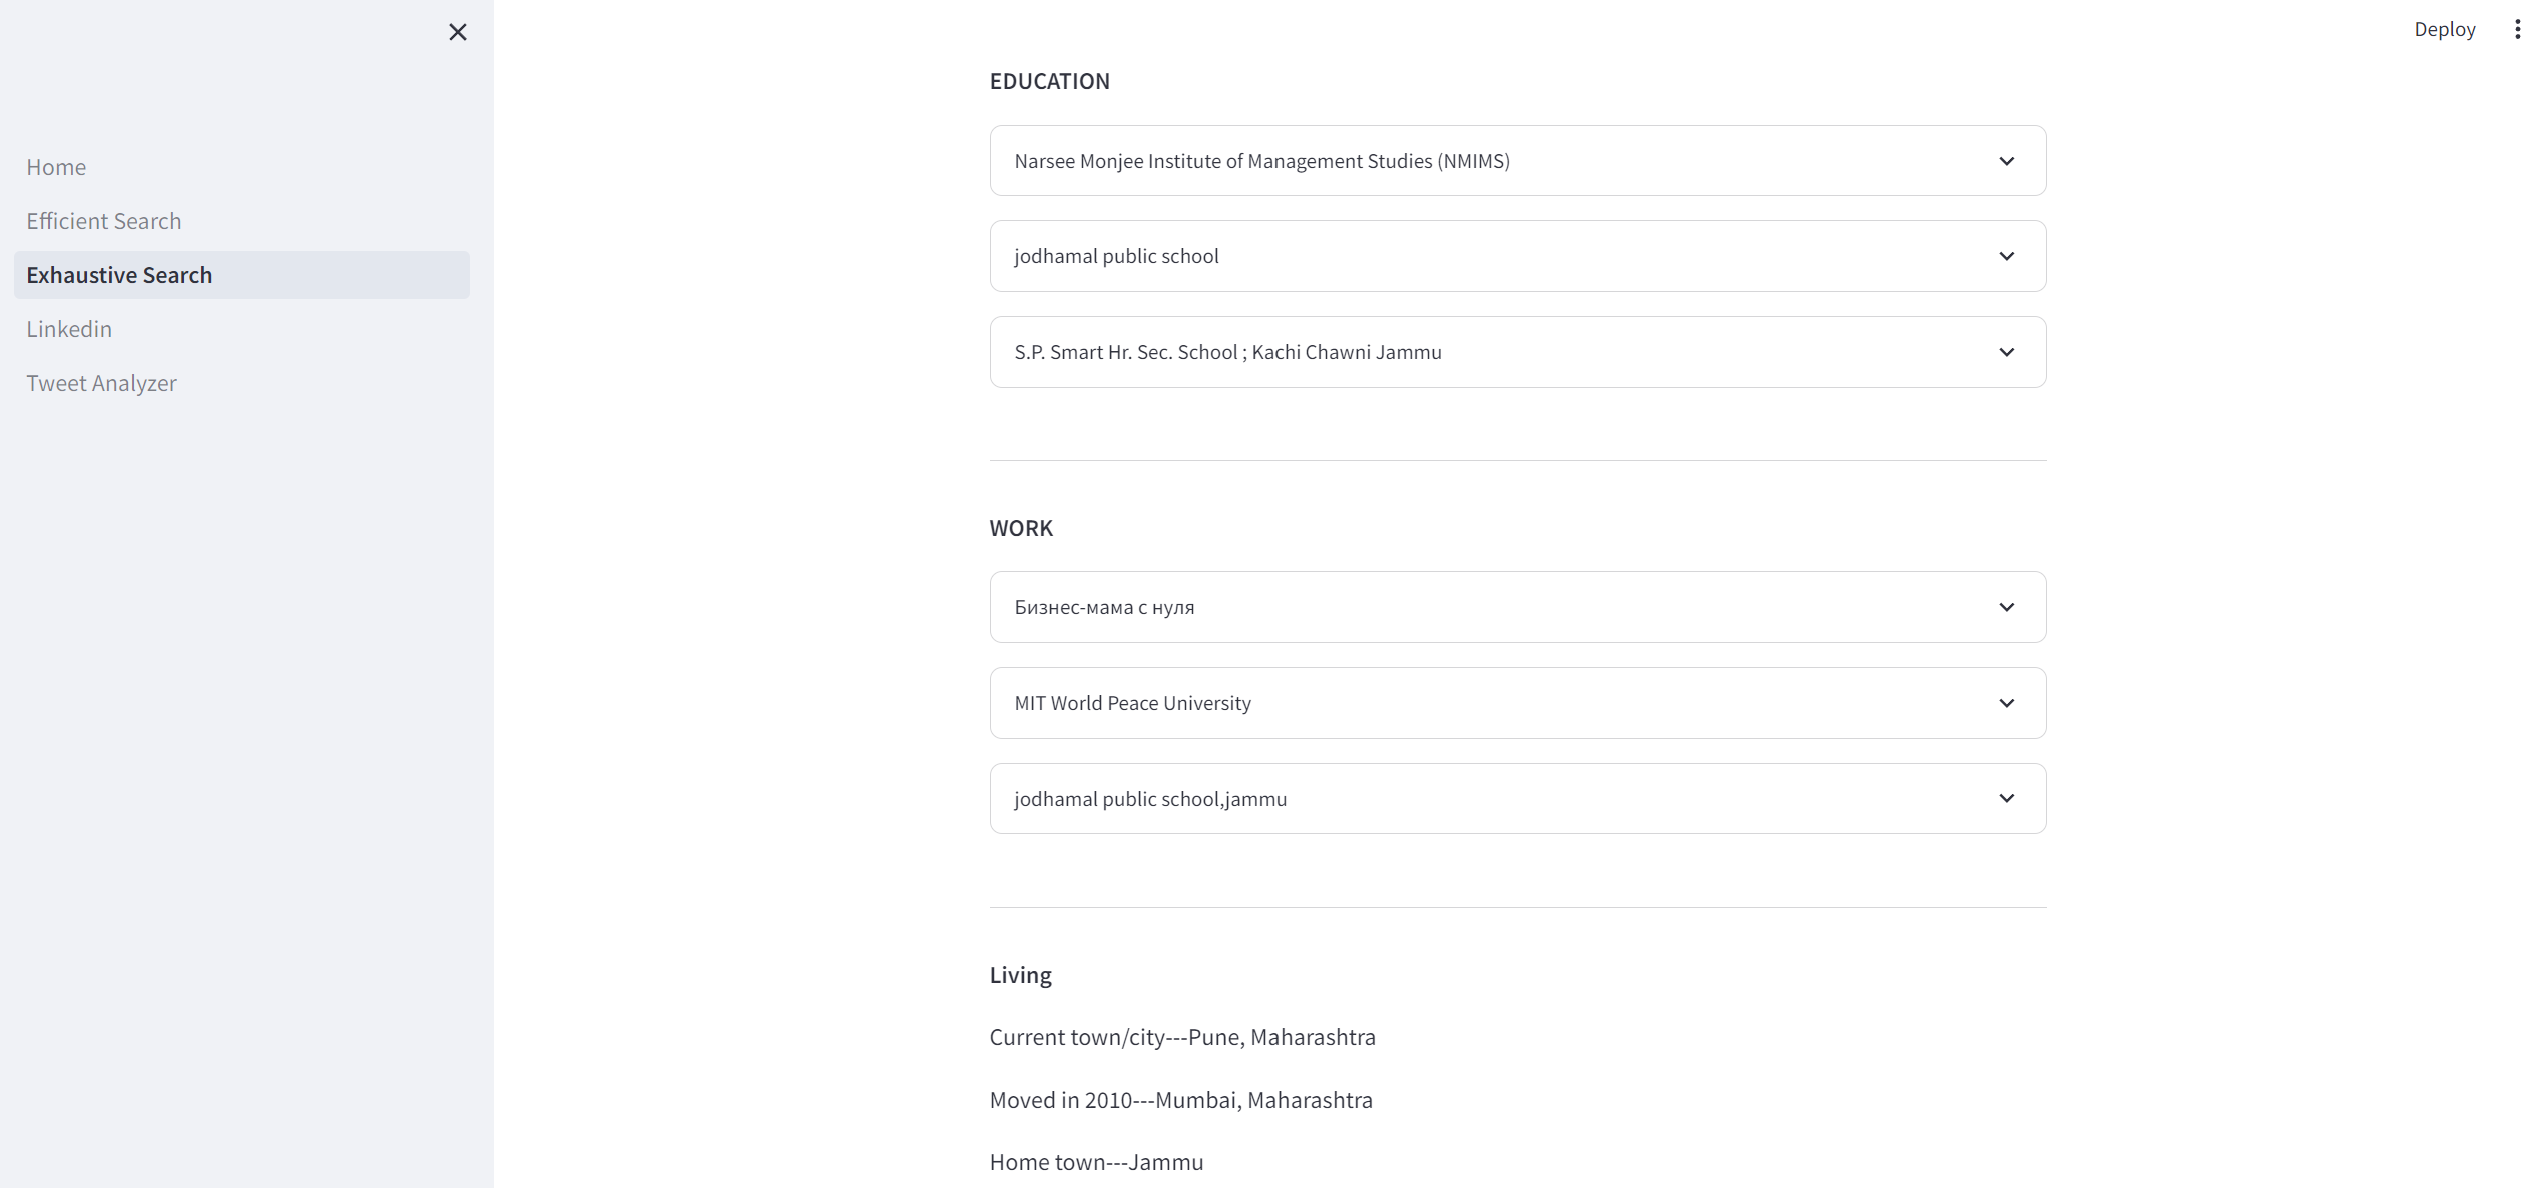 Deploy
Home
Efficient Search
Exhaustive Search
Linkedin
Tweet Analyzer
EDUCATION
Narsee Monjee Institute of Management Studies (NMIMS)
jodhamal public school
S.P. Smart Hr. Sec. School ; Kachi Chawni Jammu
WORK
Бизнес-мама с нуля
MIT World Peace University
jodhamal public school,jammu
Living
Current town/city---Pune, Maharashtra
Moved in 2010---Mumbai, Maharashtra
Home town---Jammu